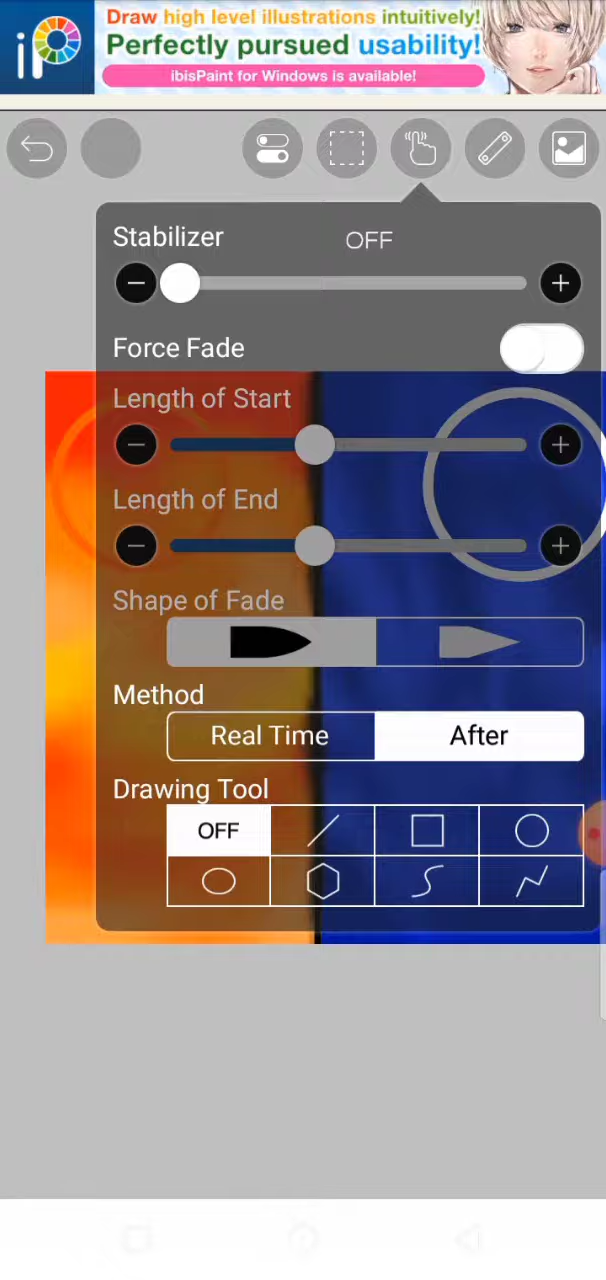 iP
Draw high level illustrations intuitively!
Perfectly pursued usability!
ibisPaint for Windows is available!
Stabilizer OFF
Force Fade
Length of Start
Length of End
Shape of Fade
Method
Real Time After
Drawing Tool
OFF